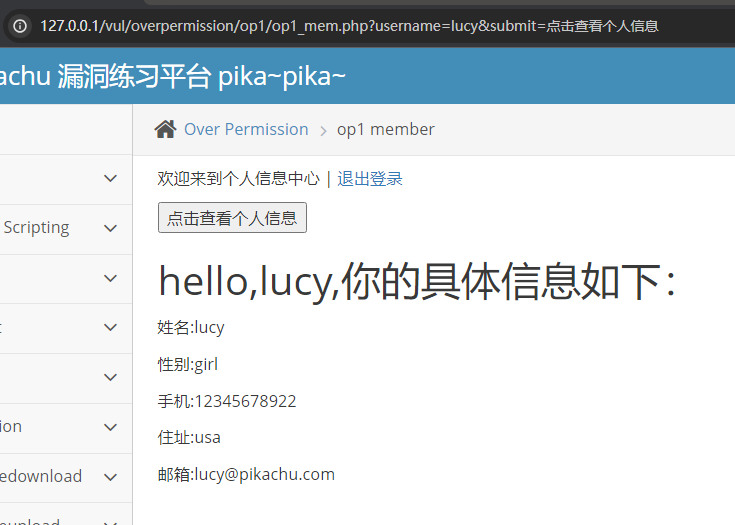 127.0.0.1/vul/overpermission/op1/op1_mem.php?username=lucy&submit=点击查看个人信息
achu 漏洞练习平台 pika~pika~
Over Permission > op1 member
欢迎来到个人信息中心 | 退出登录
点击查看个人信息
Scripting
hello,lucy,你的具体信息如下：
姓名:lucy
性别:girl
手机:12345678922
住址:usa
邮箱:lucy@pikachu.com
ion
edownload